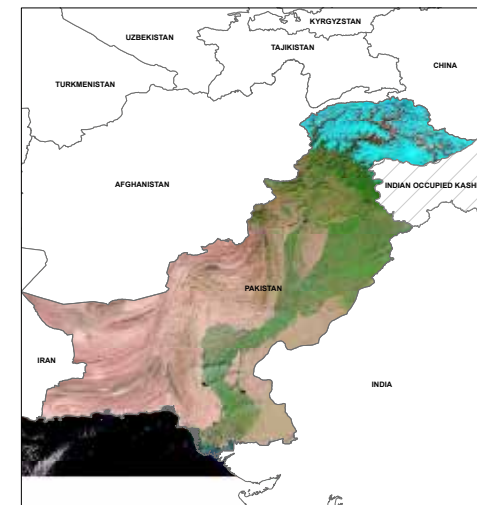 KYRGYZSTAN
UZBEKISTAN
TAJIKISTAN
CHINA
TURKMENISTAN
AFGHANISTAN
INDIAN OCCUPIED KASH
PAKISTAN
IRAN
INDIA